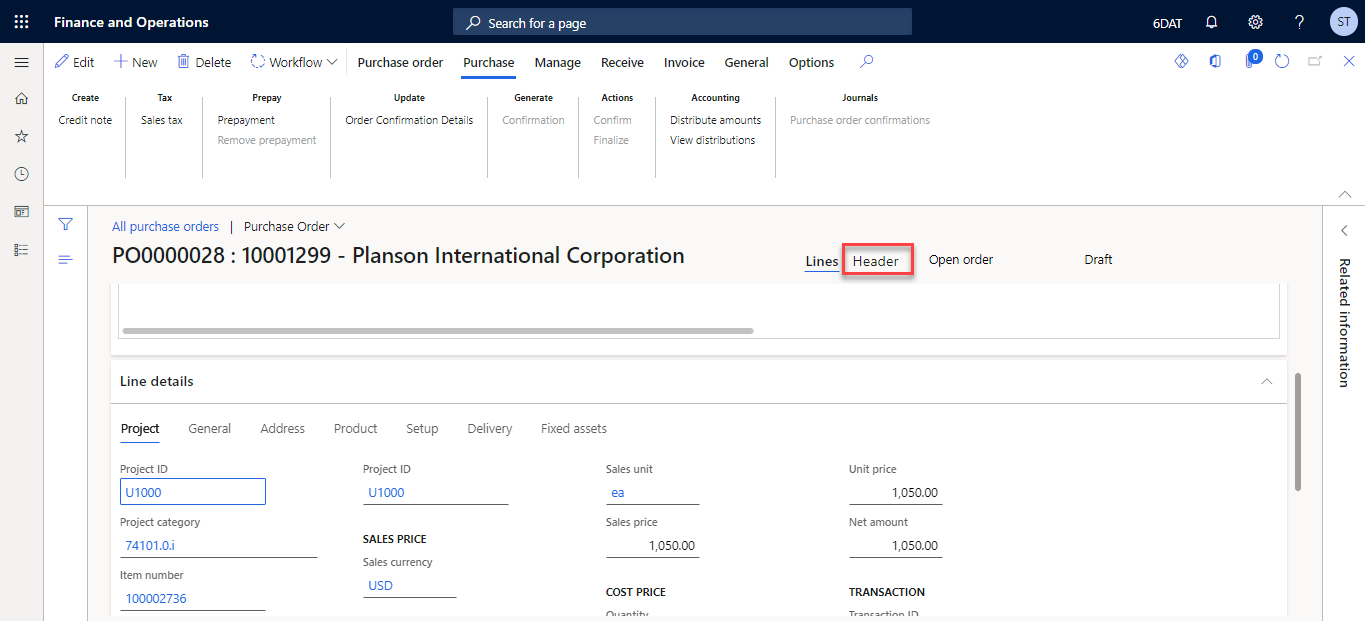 Finance and Operations
Search for a page
6DAT
?
ST
Edit
New
Delete
Workflow
Purchase order
Purchase
Manage
Receive
Invoice
General
Options
0
Create
Credit note
Tax
Sales tax
Prepay
Prepayment
Remove prepayment
Update
Order Confirmation Details
Generate
Confirmation
Actions
Confirm
Finalize
Accounting
Distribute amounts
View distributions
Journals
Purchase order confirmations
All purchase orders | Purchase Order
PO0000028 : 10001299 - Planson International Corporation
Lines
Header
Open order
Draft
Related information
Line details
Project
General
Address
Product
Setup
Delivery
Fixed assets
Project ID
U1000
Project category
74101.0.i
Item number
100002736
Project ID
U1000
SALES PRICE
Sales currency
USD
Sales unit
ea
Sales price
1,050.00
COST PRICE
Quantity
Unit price
1,050.00
Net amount
1,050.00
TRANSACTION
Transaction ID